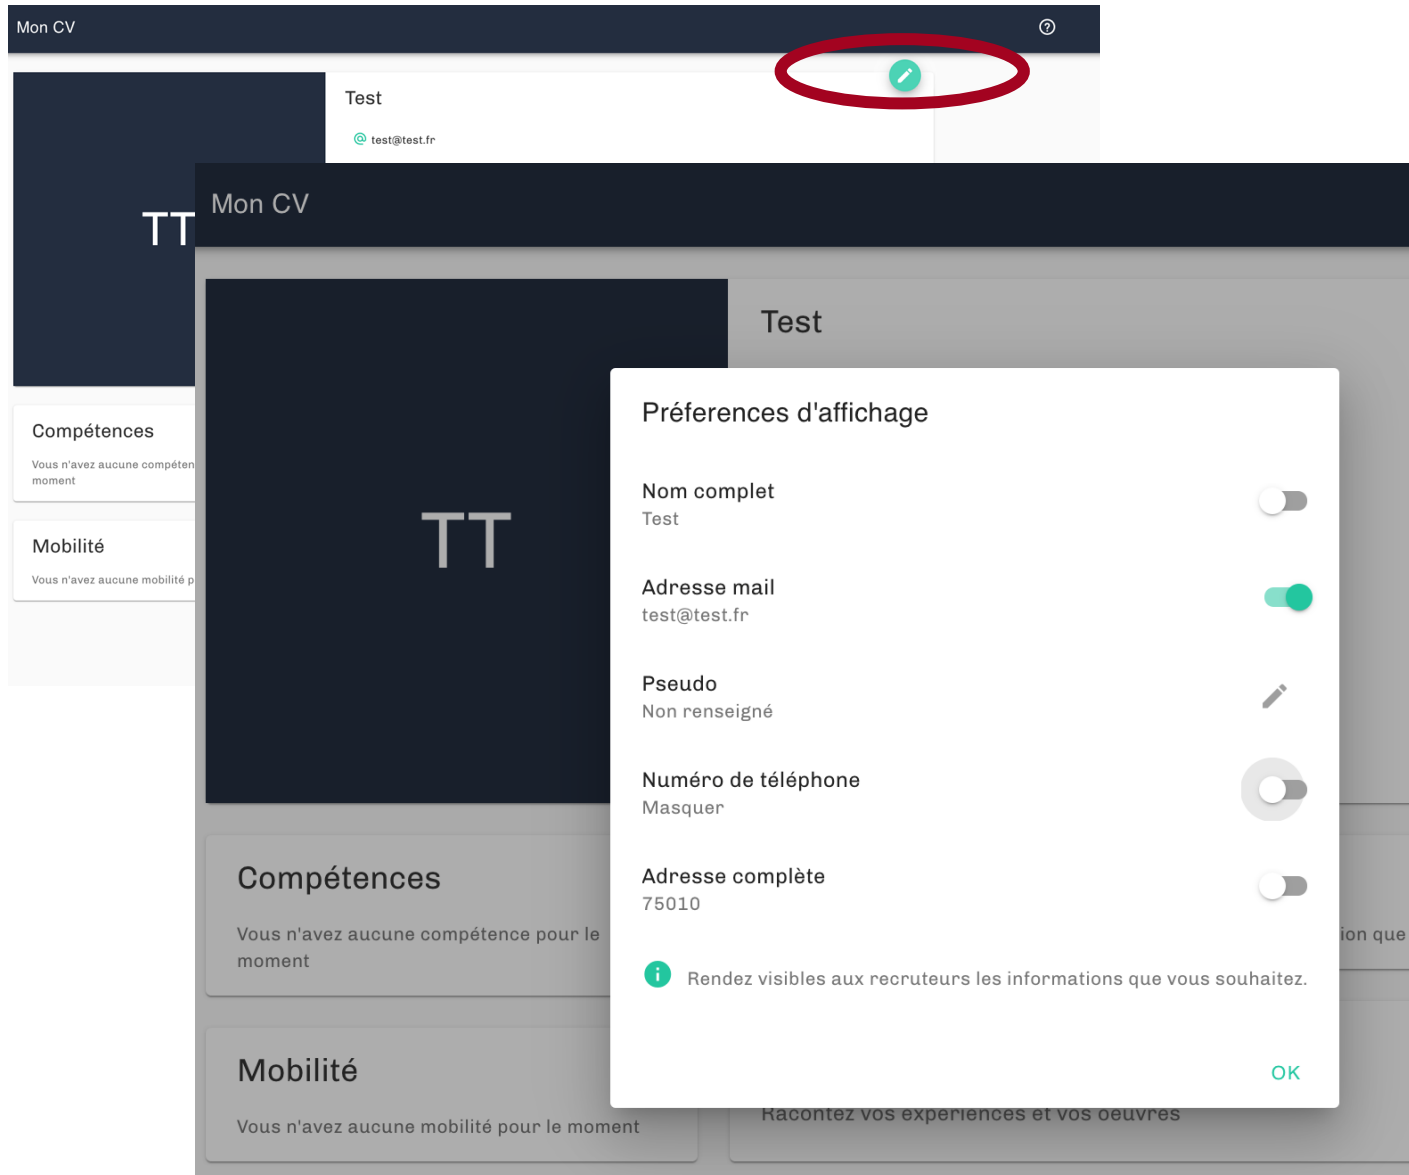 Mon CV
Test
@ test@test.fr
TT
Compétences
Vous n'avez aucune compéten
moment
Mobilité
Vous n'avez aucune mobilité p
Mon CV
Test
TT
Préferences d'affichage
Nom complet
Test
Adresse mail
test@test.fr
Pseudo
Non renseigné
Numéro de téléphone
Masquer
Adresse complète
75010
Rendez visibles aux recruteurs les informations que vous souhaitez.
OK
Compétences
Vous n'avez aucune compétence pour le
moment
ion que
Mobilité
Vous n'avez aucune mobilité pour le moment
Racontez vos experiences et vos oeuvres